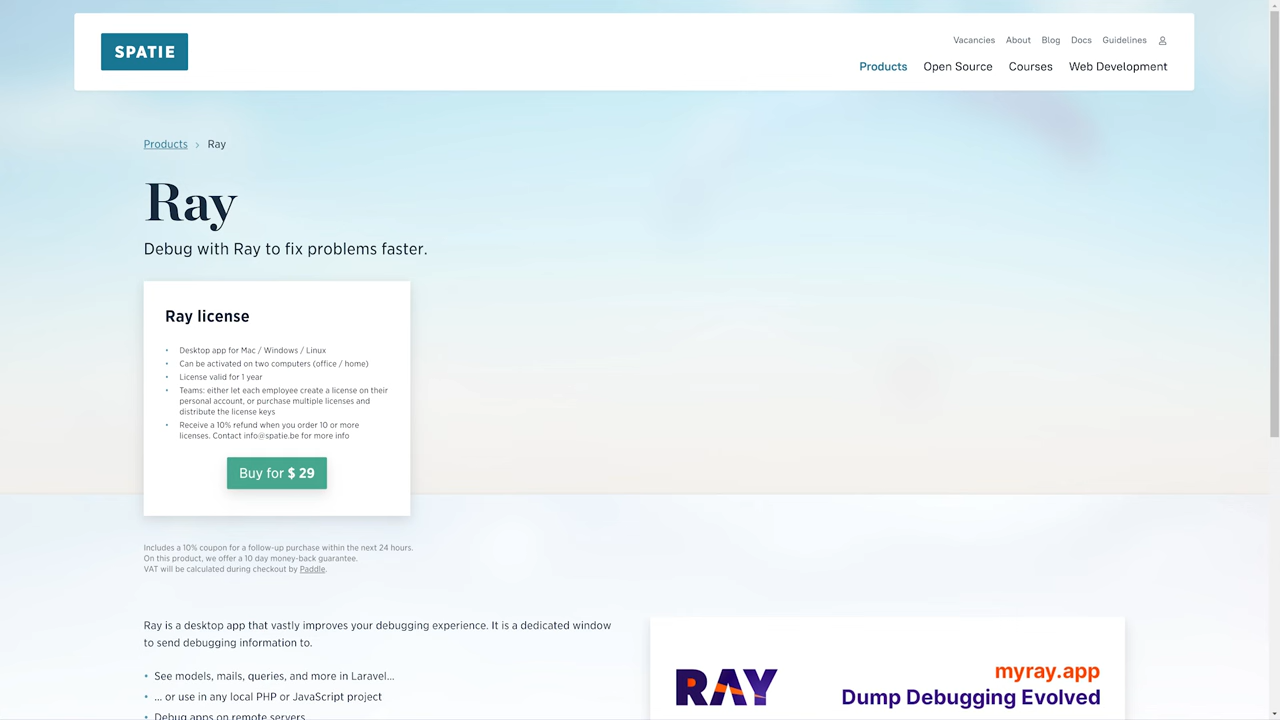 SPATIE
Vacancies About Blog Docs Guidelines
Products Open Source Courses Web Development
Products › Ray
Ray
Debug with Ray to fix problems faster.
Ray license
• Desktop app for Mac / Windows / Linux
• Can be activated on two computers (office / home)
• License valid for 1 year
• Teams: either let each employee create a license on their
personal account, or purchase multiple licenses and
distribute the license keys
• Receive a 10% refund when you order 10 or more
licenses. Contact info@spatie.be for more info
Buy for $ 29
Includes a 10% coupon for a follow-up purchase within the next 24 hours.
On this product, we offer a 10 day money-back guarantee.
VAT will be calculated during checkout by Paddle.
Ray is a desktop app that vastly improves your debugging experience. It is a dedicated window
to send debugging information to.
• See models, mails, queries, and more in Laravel...
• ... or use in any local PHP or JavaScript project
• Debug apps on remote servers
RAY
myray.app
Dump Debugging Evolved